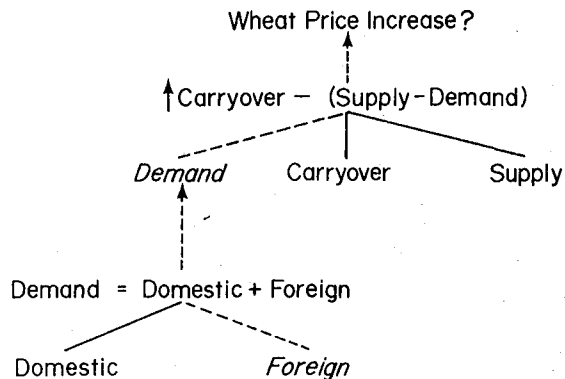 Wheat Price Increase?
↑Carryover – (Supply-Demand)
Demand Carryover Supply
Demand = Domestic + Foreign
Domestic Foreign